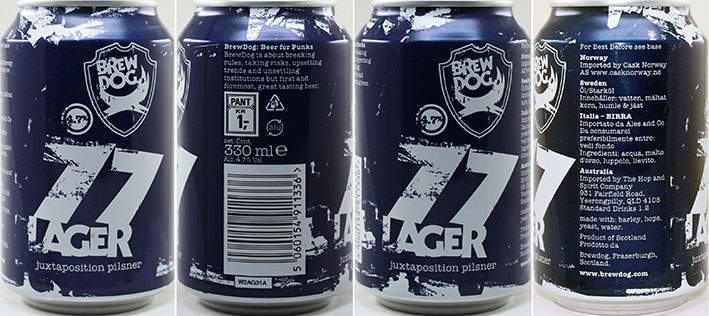 BREW
DOG
4.7%
77
LAGER
juxtaposition pilsner
BrewDog: Beer for Punks
BrewDog is about breaking
rules, taking risks, upsetting
trends and unsettling
institutions but first and
foremost, great tasting beer.
PANT
KR
1,-
alu
net. Cont.
330 ml e
Alc. 4.7% Vol
5 060154 911336 >
W2AG31A
BREW
DOG
4.7%
77
LAGER
juxtaposition pilsner
For Best Before see base
Norway
Imported by Cask Norway
AS www.casknorway.no
Sweden
Öl/Starköl
Innehåller: vatten, mältat
korn, humle & jäst
Italia - BIRRA
Importato da Ales and Co
Da consumarsi
preferibilmente entro:
vedi fondo
Ingredienti: acqua, malto
d'orzo, luppolo, lievito.
Australia
Imported by The Hop and
Spirit Company
931 Fairfield Road,
Yeerongpilly, QLD 4105
Standard Drinks 1.2
made with: barley, hops,
yeast, water.
Product of Scotland
Prodotto da
Brewdog, Fraserburgh,
Scotland.
www.brewdog.com